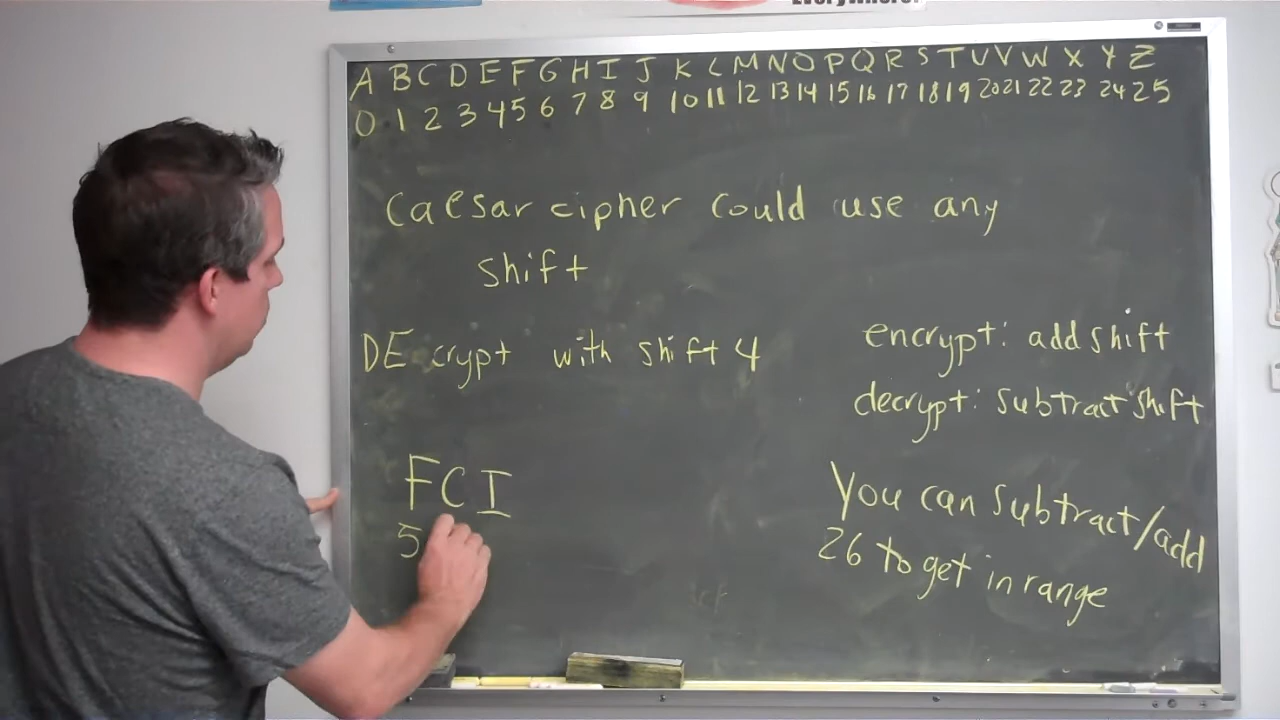 Everywhere!
A B C D E F G H I J K L M N O P Q R S T U V W X Y Z
0 1 2 3 4 5 6 7 8 9 10 11 12 13 14 15 16 17 18 19 20 21 22 23 24 25
Caesar cipher could use any
shift
DEcrypt with shift 4
encrypt: add shift
decrypt: subtract shift
FCI
5
You can subtract/add
26 to get in range